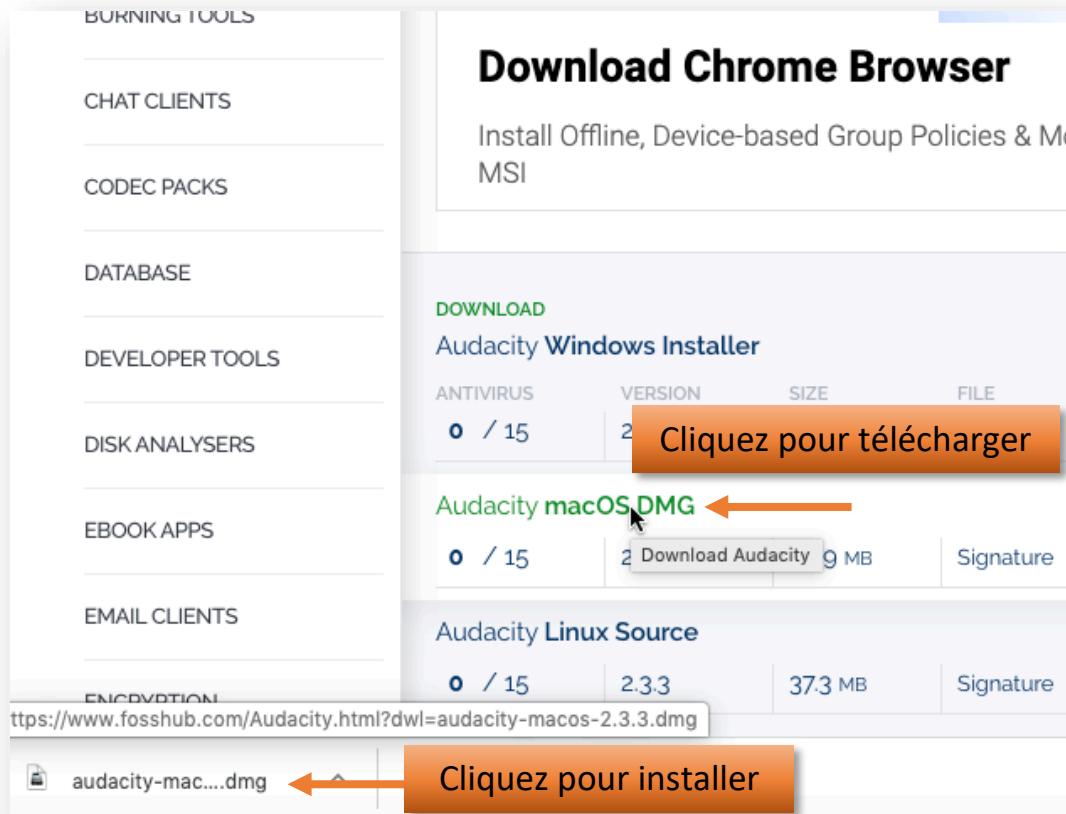 BURNING TOOLS
CHAT CLIENTS
CODEC PACKS
DATABASE
DEVELOPER TOOLS
DISK ANALYSERS
EBOOK APPS
EMAIL CLIENTS
ENCRYPTION
Download Chrome Browser
Install Offline, Device-based Group Policies &
MSI
DOWNLOAD
Audacity Windows Installer
ANTIVIRUS VERSION SIZE FILE
0 / 15 2
Cliquez pour télécharger
Audacity macOS DMG
0 / 15 2 9 MB Signature
Download Audacity
Audacity Linux Source
0 / 15 2.3.3 37.3 MB Signature
ttps://www.fosshub.com/Audacity.html?dwl=audacity-macos-2.3.3.dmg
audacity-mac....dmg
Cliquez pour installer